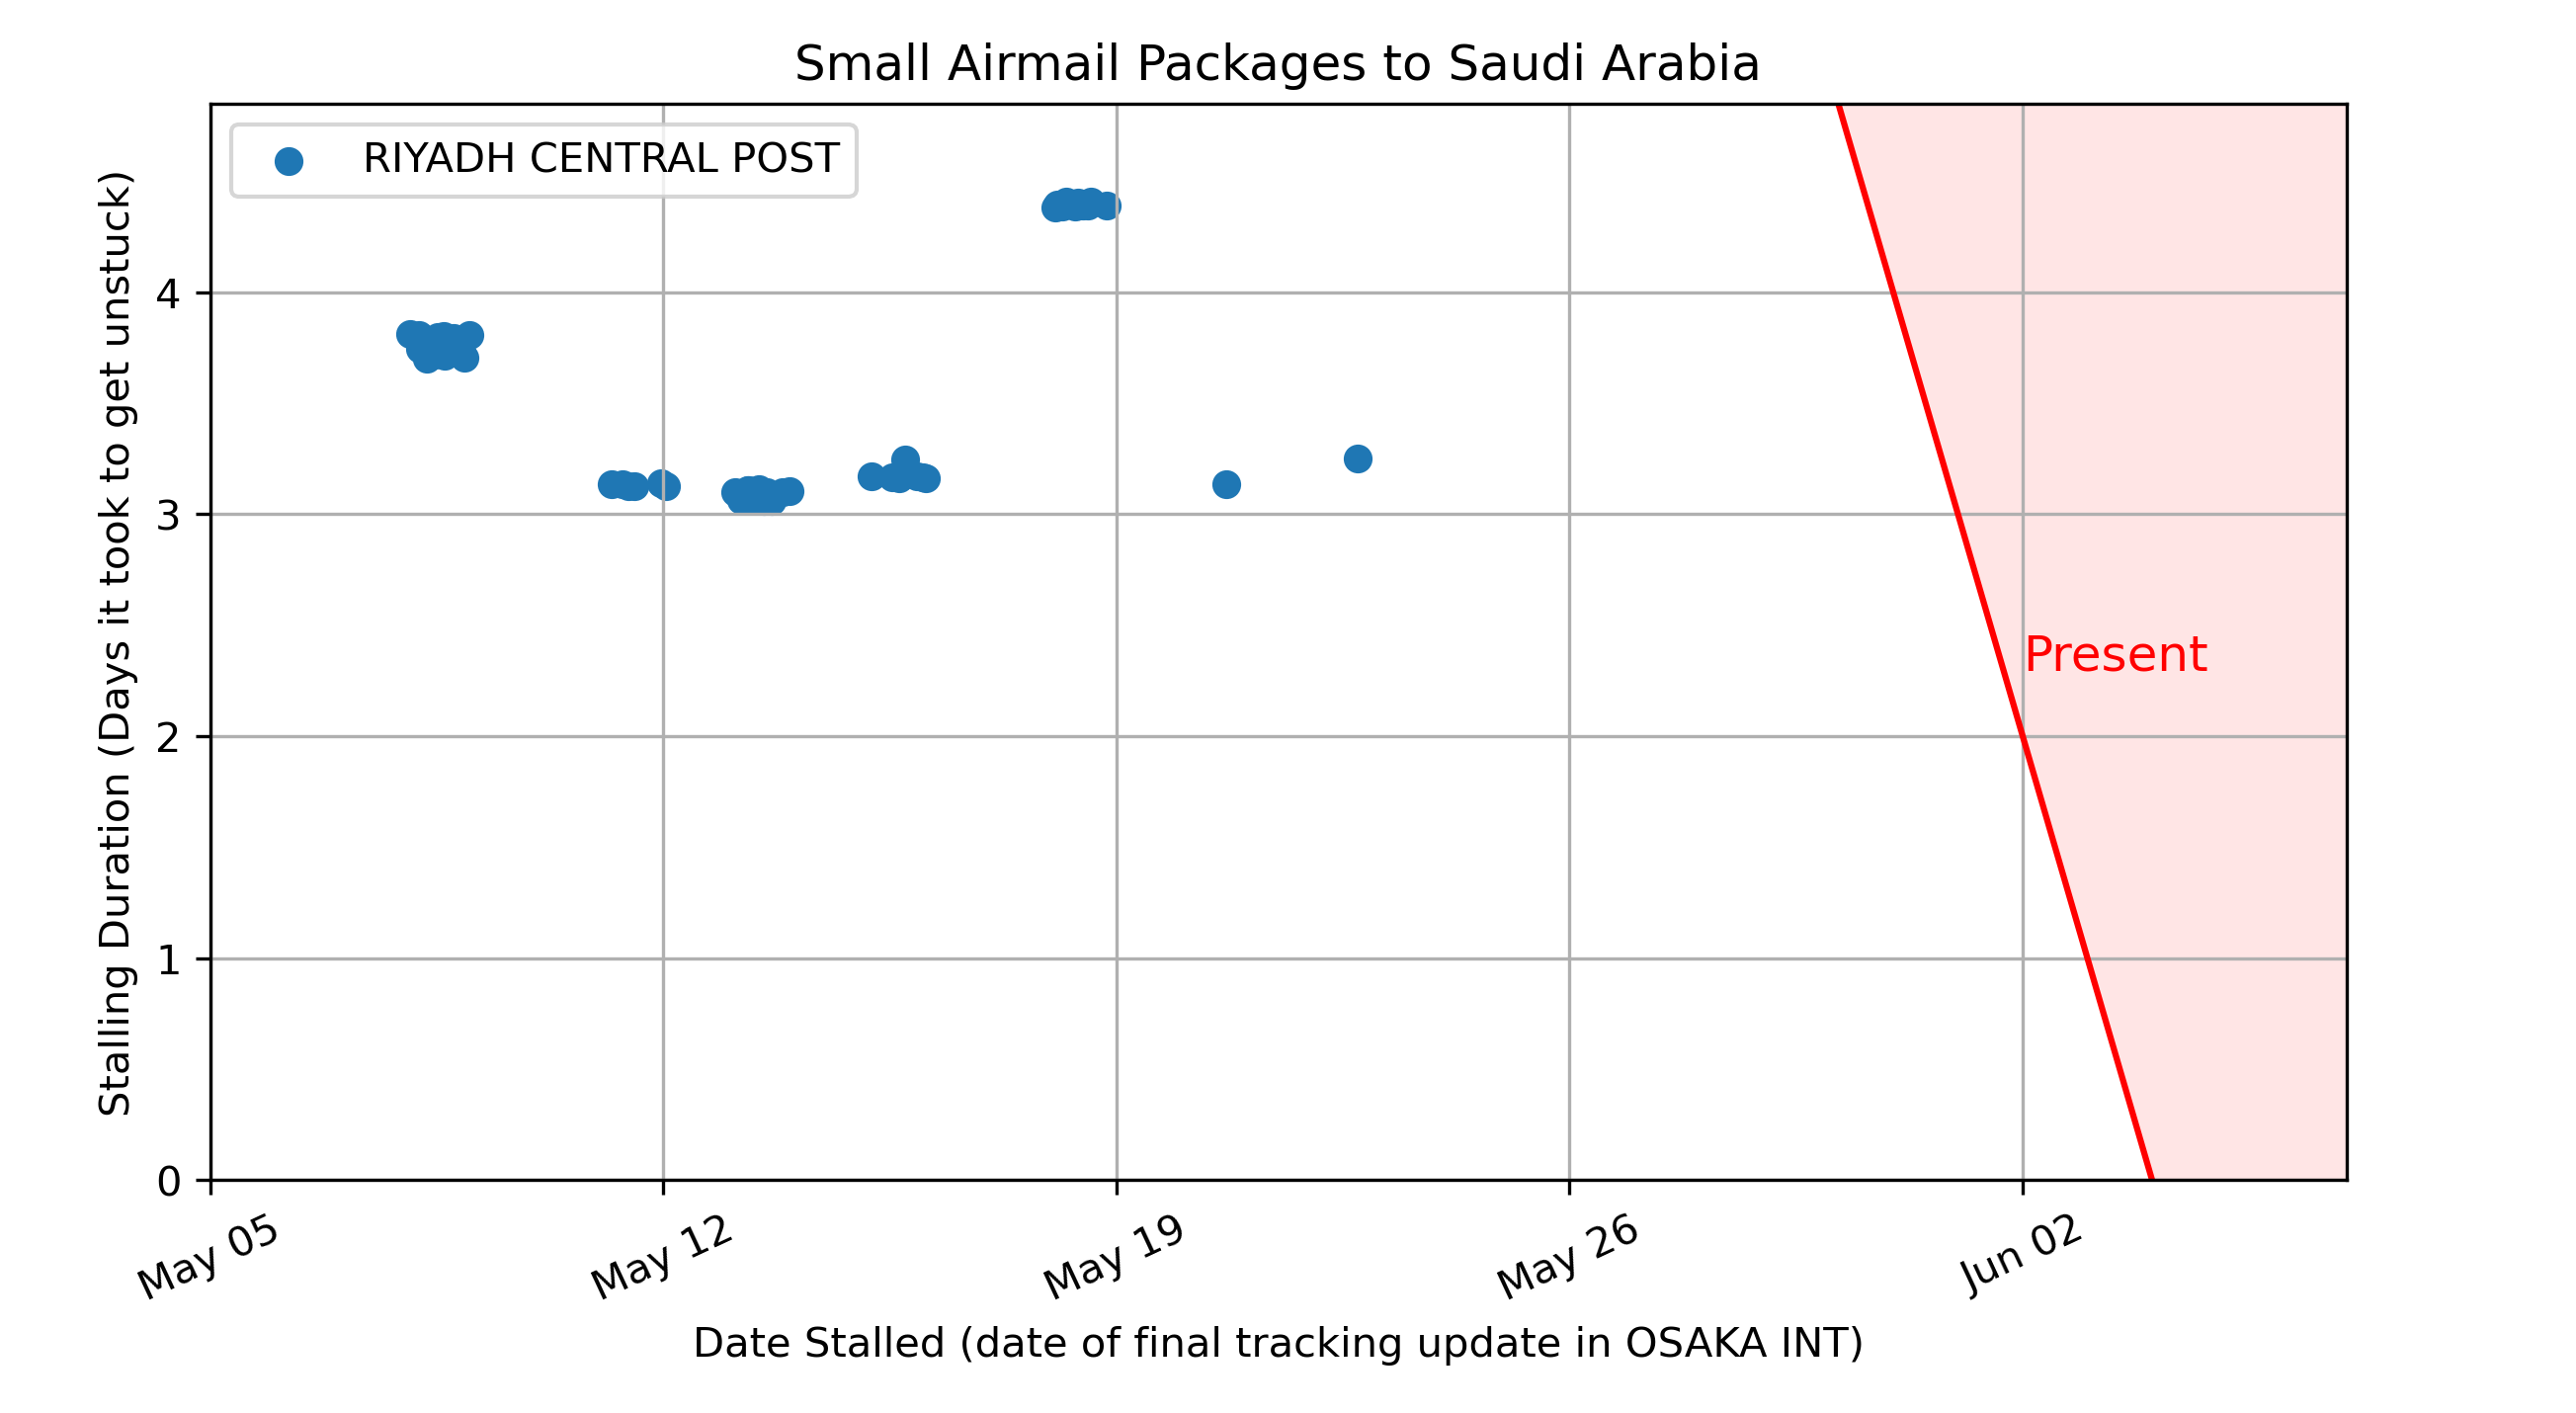 Small Airmail Packages to Saudi Arabia
RIYADH CENTRAL POST
Stalling Duration (Days it took to get unstuck)
4
3
2
1
0
Present
May 05
May 12
May 19
May 26
Jun 02
Date Stalled (date of final tracking update in OSAKA INT)